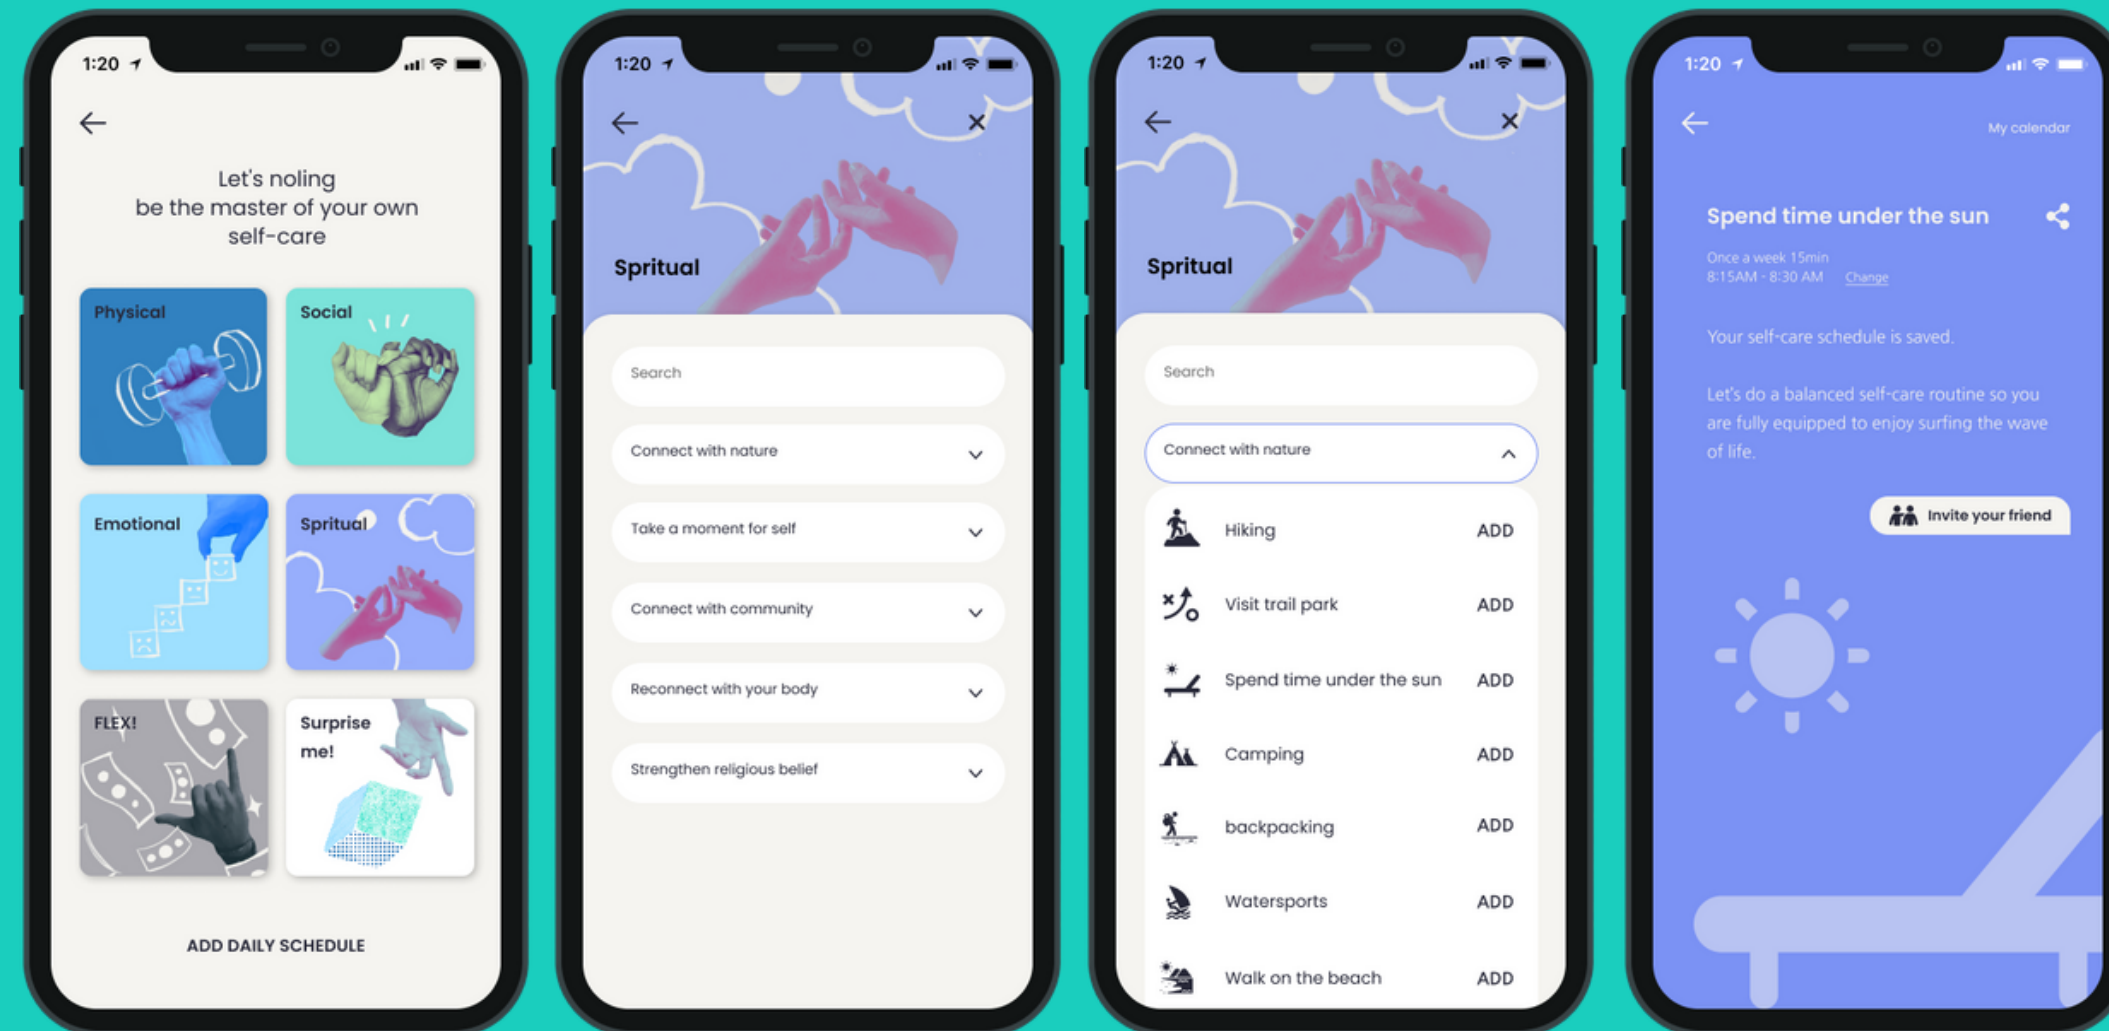 1:20
Let's noling
be the master of your own
self-care
Physical
Social
Emotional
Spritual
FLEX!
Surprise
me!
ADD DAILY SCHEDULE
1:20
Spritual
Search
Connect with nature
Take a moment for self
Connect with community
Reconnect with your body
Strengthen religious belief
1:20
Spritual
Search
Connect with nature
Hiking ADD
Visit trail park ADD
Spend time under the sun ADD
Camping ADD
backpacking ADD
Watersports ADD
Walk on the beach ADD
1:20
My calendar
Spend time under the sun
Once a week 15min
8:15AM - 8:30 AM Change
Your self-care schedule is saved.
Let's do a balanced self-care routine so you
are fully equipped to enjoy surfing the wave
of life.
Invite your friend